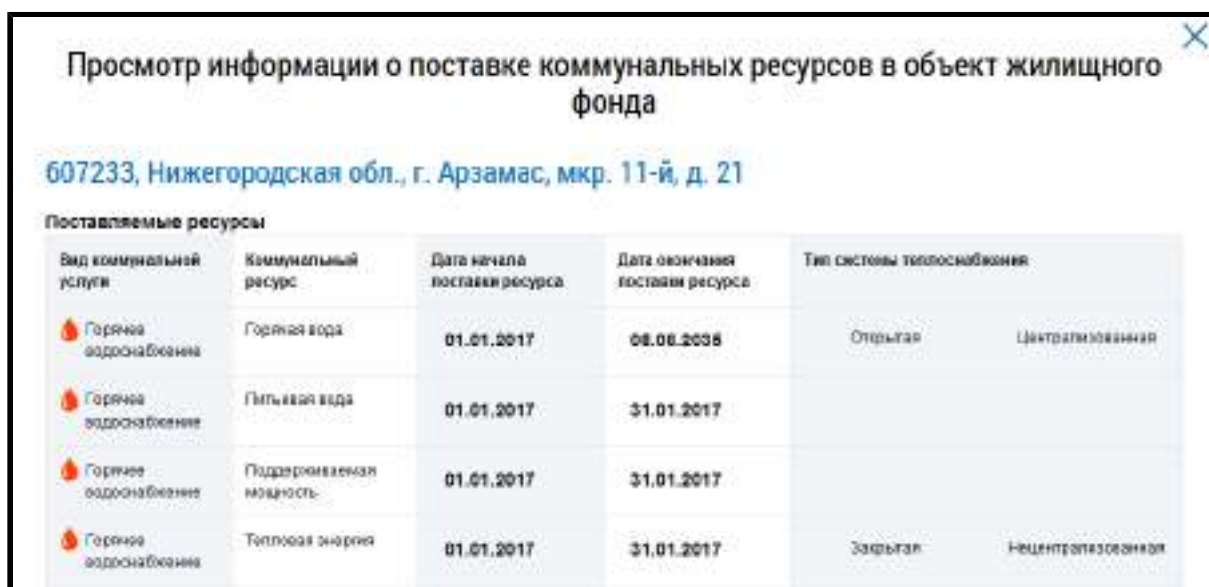 Просмотр информации о поставке коммунальных ресурсов в объект жилищного
фонда
607233, Нижегородская обл., г. Арзамас, мкр. 11-й, д. 21
Поставляемые ресурсы
Вид коммунальной услуги Коммунальный ресурс Дата начала поставки ресурса Дата окончания поставки ресурса Тип системы теплоснабжения
Горячее водоснабжение Горячая вода 01.01.2017 Открытая Централизованная
Горячее водоснабжение Питьевая вода 01.01.2017 31.01.2017
Горячее водоснабжение Поддерживаемая мощность 01.01.2017 31.01.2017
Горячее водоснабжение Тепловая энергия 01.01.2017 31.01.2017 Закрытая Нецентрализованная